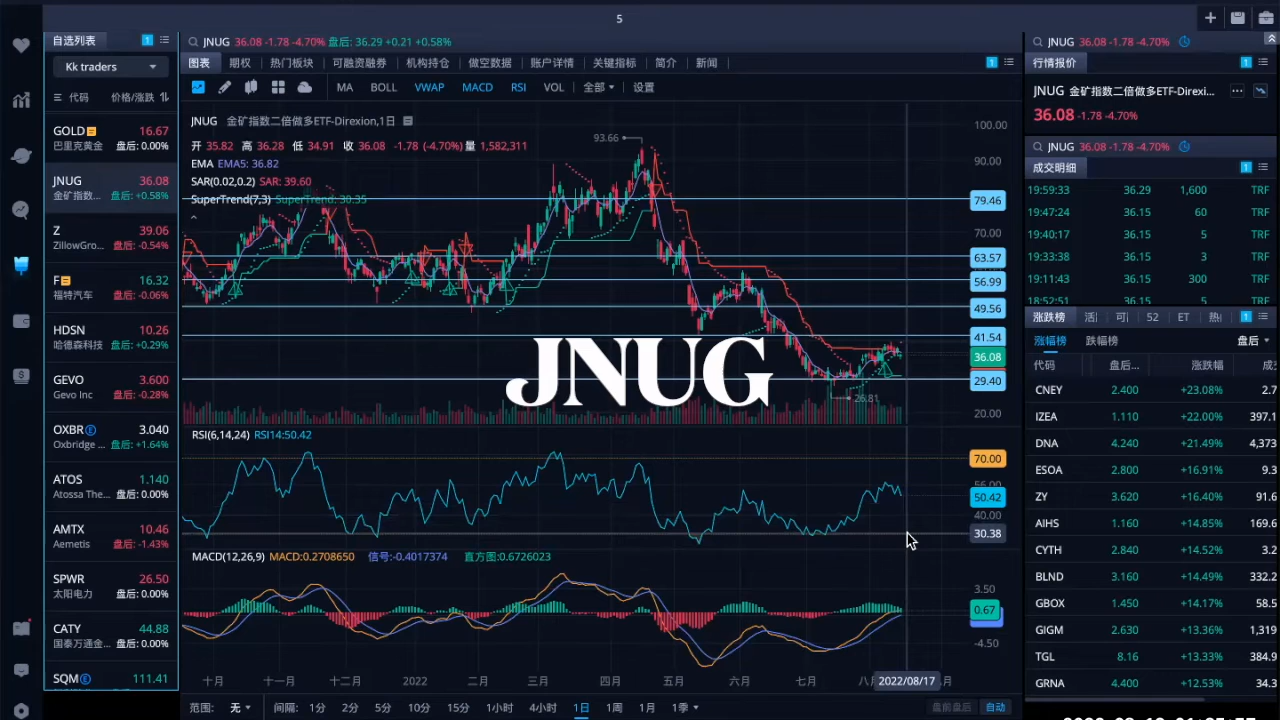 5
自选列表 1
Kk traders
代码 价格/涨跌
GOLD 16.67
巴里克黄金 盘后: 0.00%
JNUG 36.08
金矿指数... 盘后: +0.58%
Z 39.06
ZillowGro... 盘后: -0.54%
F 16.32
福特汽车 盘后: -0.06%
HDSN 10.26
哈德森科技 盘后: +0.29%
GEVO 3.600
Gevo Inc 盘后: -0.28%
OXBR E 3.040
Oxbridge ... 盘后: +1.64%
ATOS 1.140
Atossa The... 盘后: 0.00%
AMTX 10.46
Aemetis 盘后: -1.43%
SPWR 26.50
太阳电力 盘后: 0.00%
CATY 44.88
国泰万通金... 盘后: 0.00%
SQM E 111.41
JNUG 36.08 -1.78 -4.70% 盘后: 36.29 +0.21 +0.58%
图表 期权 热门板块 可融资融券 机构持仓 做空数据 账户详情 关键指标 简介 新闻 1
MA BOLL VWAP MACD RSI VOL 全部 设置
JNUG 金矿指数二倍做多ETF-Direxion,1日
开 35.82 高 36.28 低 34.91 收 36.08 -1.78 (-4.70%) 量 1,582,311
EMA EMA5: 36.82
SAR(0.02,0.2) SAR: 39.60
SuperTrend(7,3) SuperTrend: 30.35
93.66
26.81
100.00
90.00
79.46
70.00
63.57
56.99
49.56
41.54
36.08
29.40
20.00
JNUG
RSI(6,14,24) RSI14:50.42
70.00
50.42
40.00
30.38
MACD(12,26,9) MACD:0.2708650 信号:-0.4017374 直方图:0.6726023
3.50
0.67
-4.50
十月 十一月 十二月 2022 二月 三月 四月 五月 六月 七月 2022/08/17 月
范围: 无 间隔: 1分 2分 5分 10分 15分 1小时 4小时 1日 1周 1月 1季 盘前盘后 自动
JNUG 36.08 -1.78 -4.70%
行情报价 1
JNUG 金矿指数二倍做多ETF-Direxi...
36.08 -1.78 -4.70%
JNUG 36.08 -1.78 -4.70%
成交明细 1
19:59:33 36.29 1,600 TRF
19:47:24 36.15 60 TRF
19:40:17 36.15 5 TRF
19:33:38 36.15 3 TRF
19:11:43 36.15 300 TRF
18:52:51 36.15 5 TRF
涨跌榜 52 ET 1
涨幅榜 跌幅榜 盘后
代码 盘后... 涨跌幅
CNEY 2.400 +23.08% 2.7
IZEA 1.110 +22.00% 397.1
DNA 4.240 +21.49% 4,373
ESOA 2.800 +16.91% 9.3
ZY 3.620 +16.40% 91.6
AIHS 1.160 +14.85% 169.6
CYTH 2.840 +14.52% 3.2
BLND 3.160 +14.49% 332.2
GBOX 1.450 +14.17% 58.5
GIGM 2.630 +13.36% 1,319
TGL 8.16 +13.33% 384.9
GRNA 4.400 +12.53% 34.3